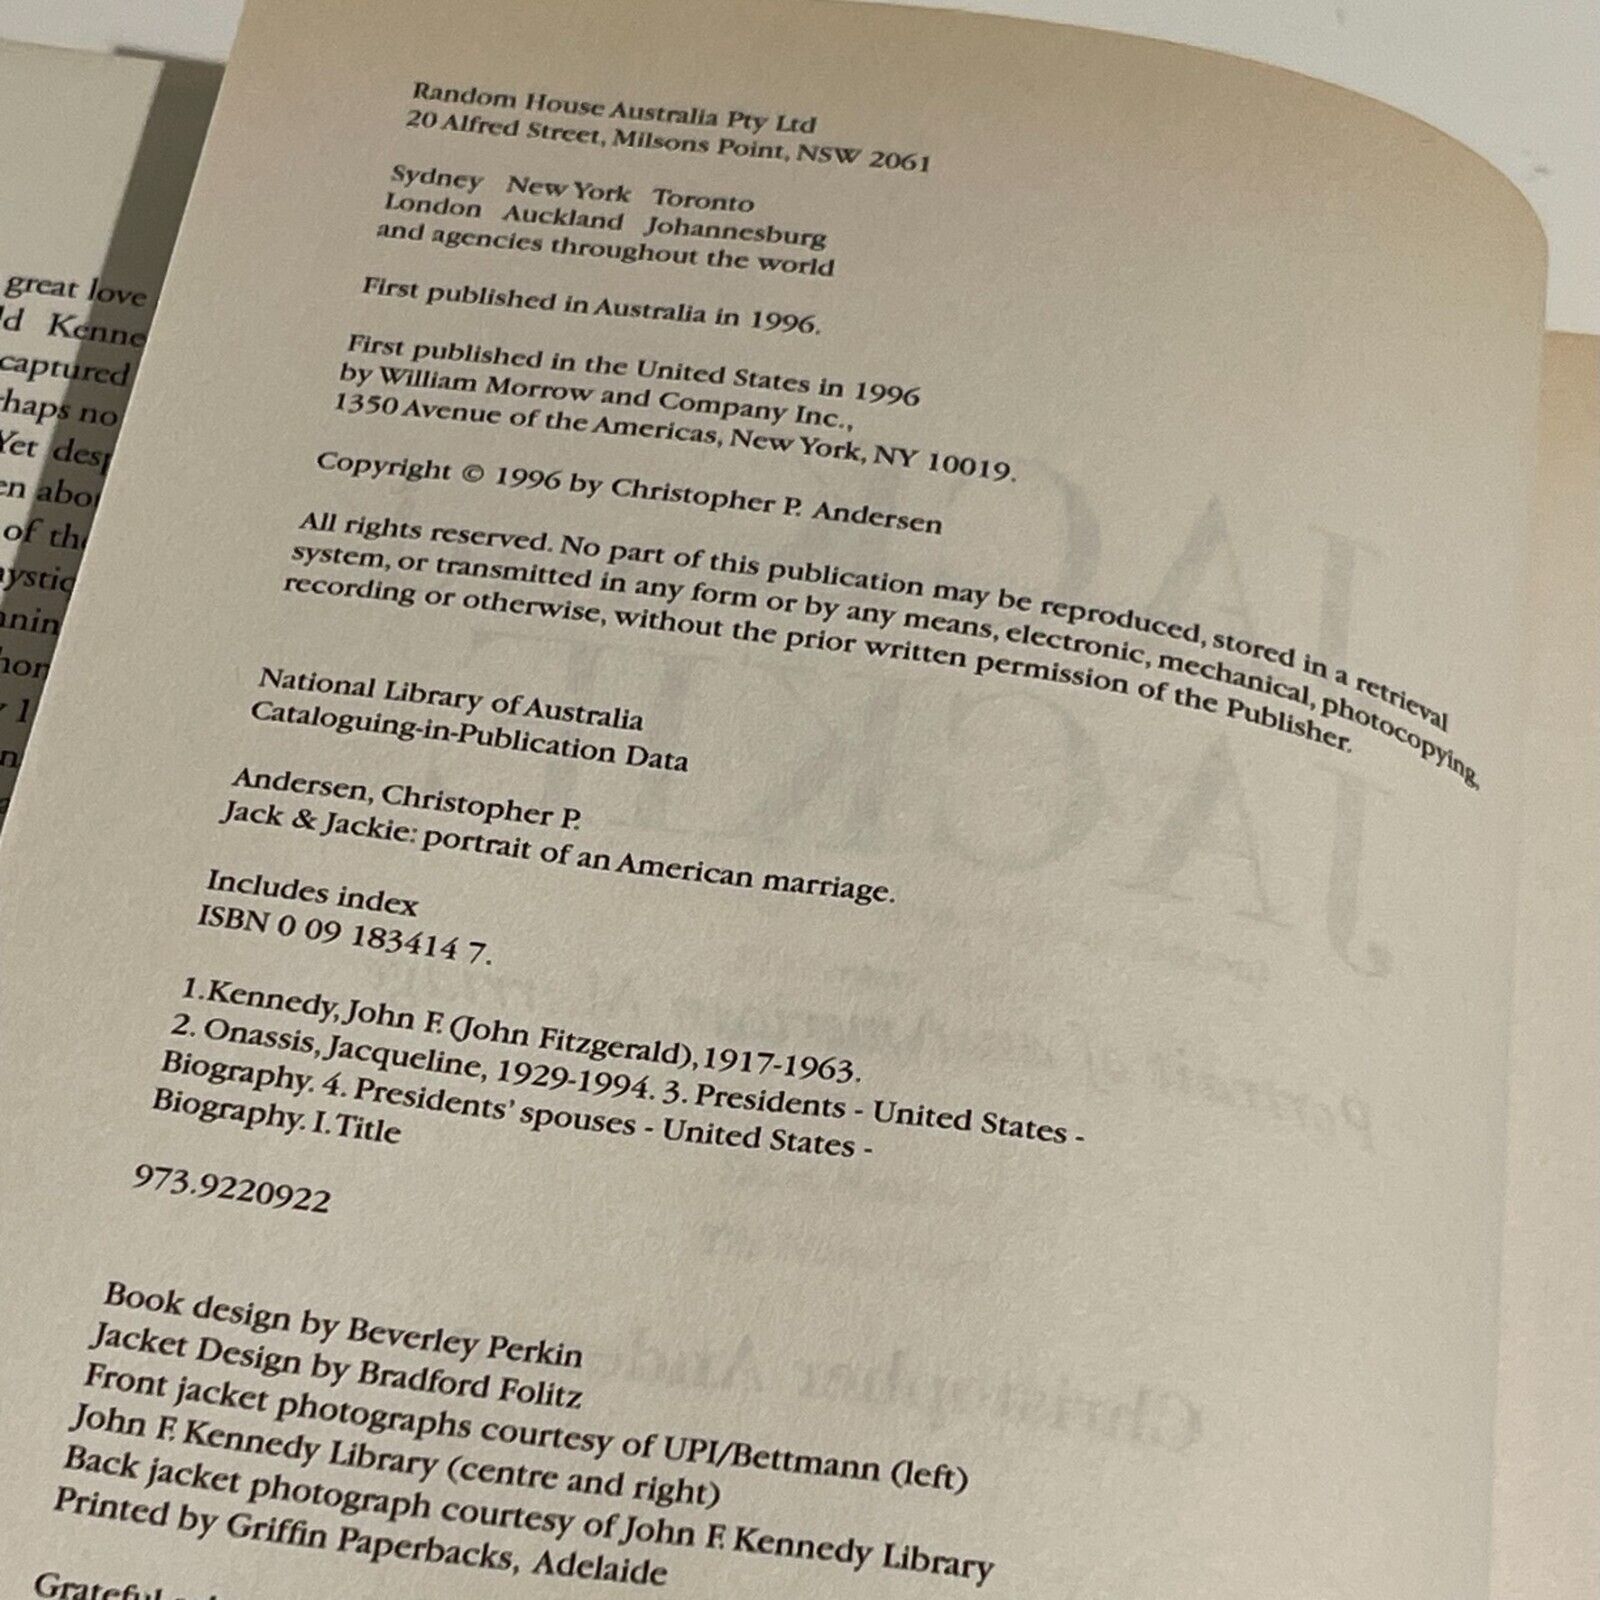 great love
Kenne
captured
no
Yet
of
Random House Australia Pty Ltd
20 Alfred Street, Milsons Point, NSW 2061
Sydney New York Toronto
London Auckland Johannesburg
and agencies throughout the world
First published in Australia in 1996.
First published in the United States in 1996
by William Morrow and Company Inc.,
1350 Avenue of the Americas, New York, NY 10019.
Copyright © 1996 by Christopher P. Andersen
All rights reserved. No part of this publication may be reproduced, stored in a retrieval
system, or transmitted in any form or by any means, electronic, mechanical, photocopying,
recording or otherwise, without the prior written permission of the Publisher.
National Library of Australia
Cataloguing-in-Publication Data
Andersen, Christopher P.
Jack & Jackie: portrait of an American marriage.
Includes index
ISBN 0 09 183414 7.
1. Kennedy, John F. (John Fitzgerald), 1917-1963.
2. Onassis, Jacqueline, 1929-1994. 3. Presidents - United States -
Biography. 4. Presidents' spouses - United States -
Biography. I. Title
973.9220922
Book design by Beverley Perkin
Jacket Design by Bradford Folitz
Front jacket photographs courtesy of UPI/Bettmann (left)
John F. Kennedy Library (centre and right)
Back jacket photograph courtesy of John F. Kennedy Library
Printed by Griffin Paperbacks, Adelaide
Grateful